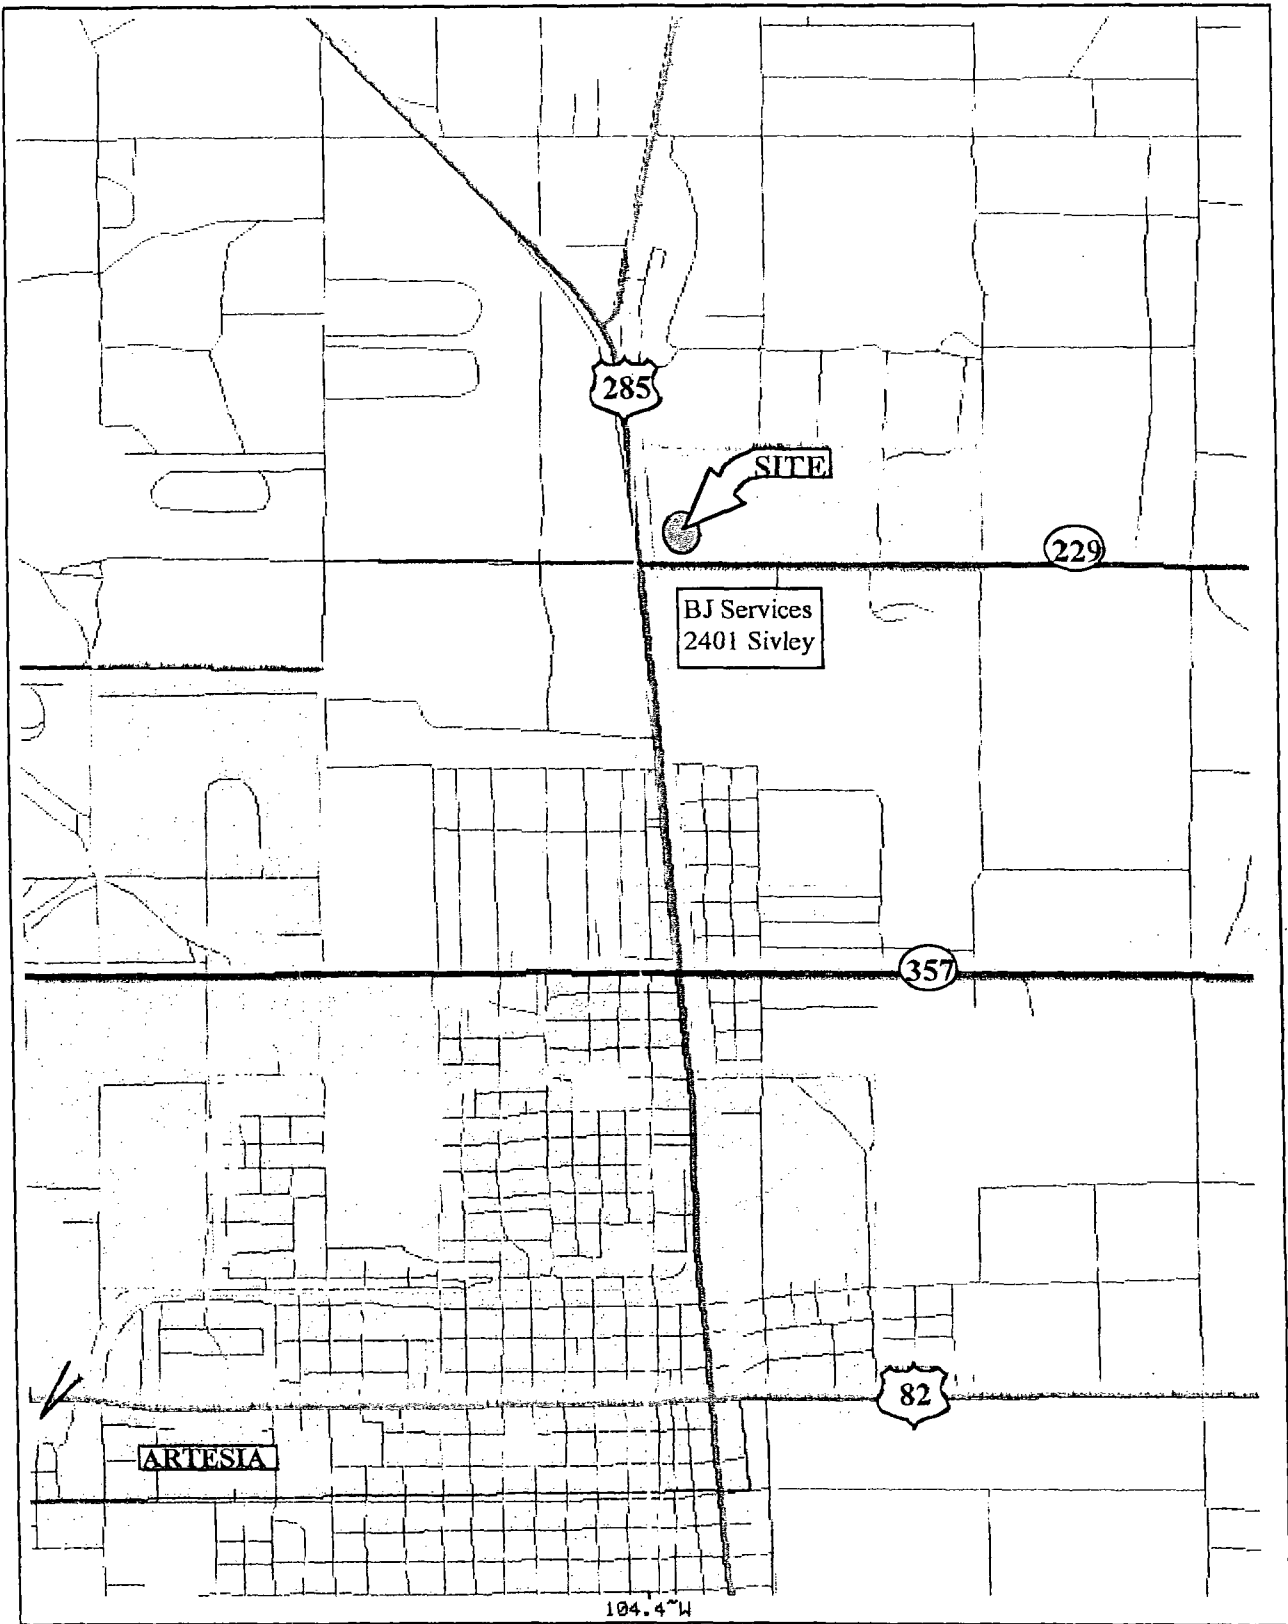 285
SITE
229
BJ Services
2401 Sivley
357
82
ARTESIA
104.4~W